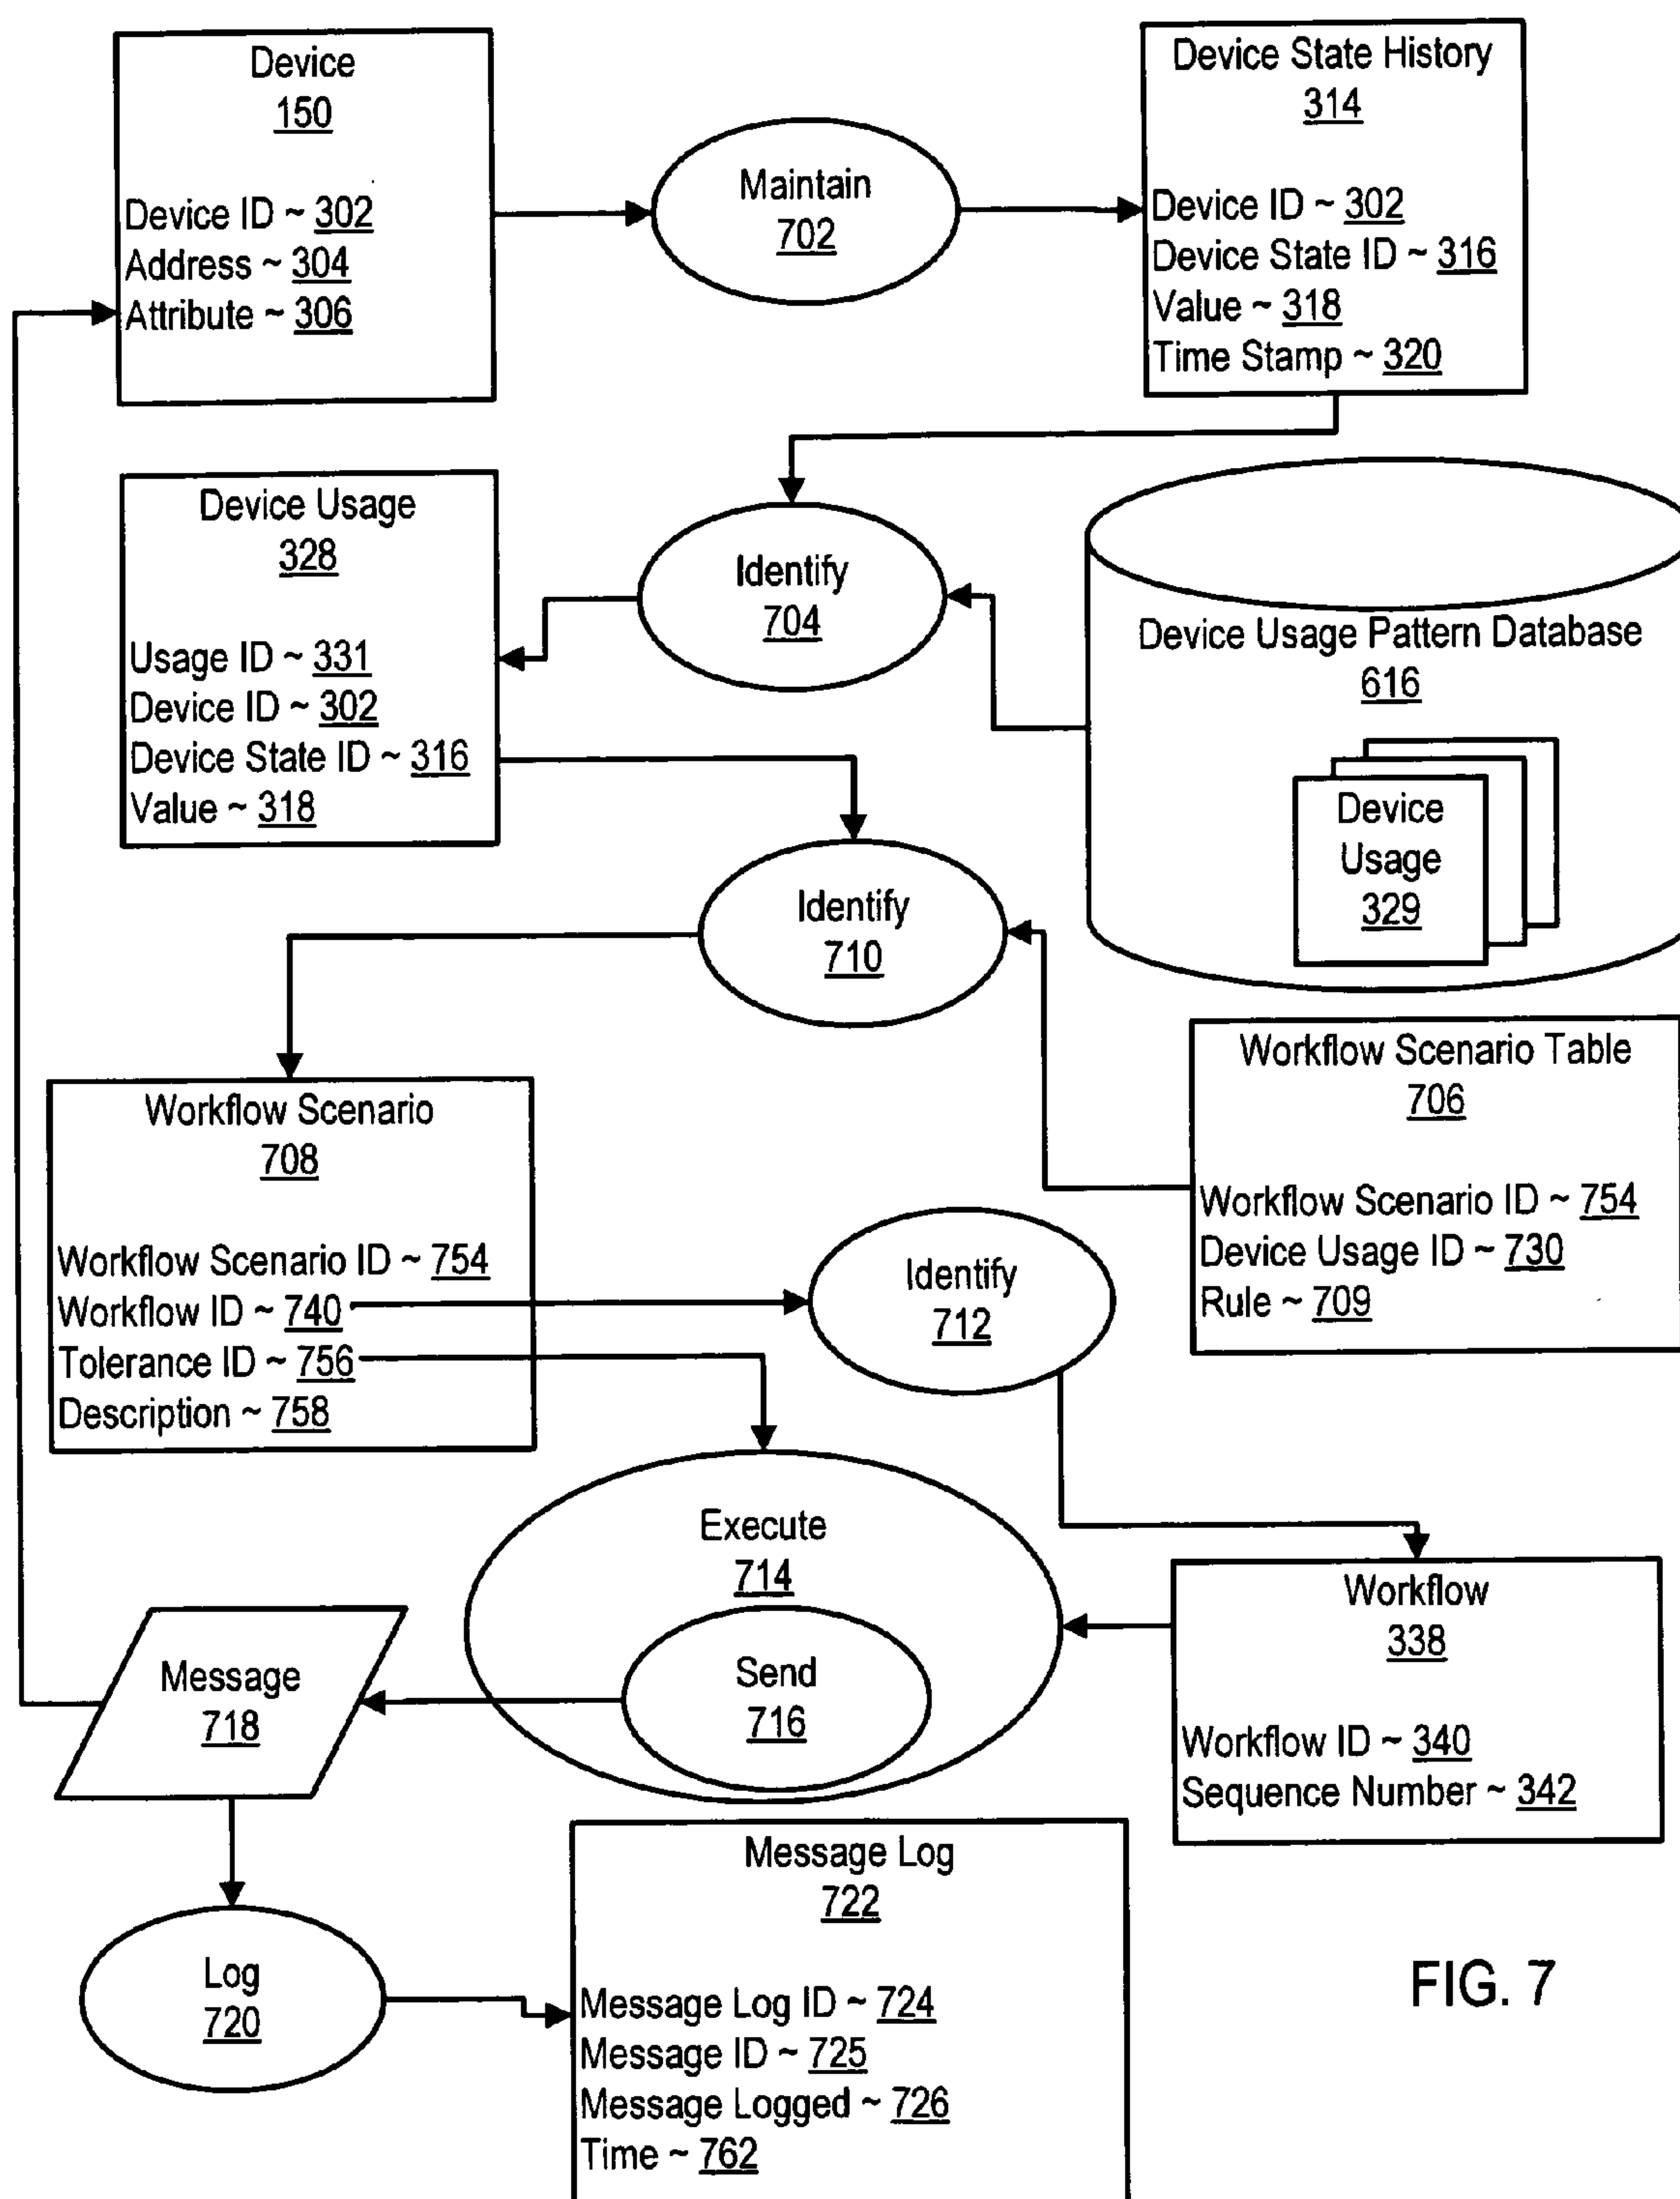 Device
150
Device ID ~ 302
Address ~ 304
Attribute ~ 306
Maintain
702
Device State History
314
Device ID ~ 302
Device State ID ~ 316
Value ~ 318
Time Stamp ~ 320
Device Usage
328
Usage ID ~ 331
Device ID ~ 302
Device State ID ~ 316
Value ~ 318
Identify
704
Device Usage Pattern Database
616
Device
Usage
329
Identify
710
Workflow Scenario Table
706
Workflow Scenario ID ~ 754
Device Usage ID ~ 730
Rule ~ 709
Workflow Scenario
708
Workflow Scenario ID ~ 754
Workflow ID ~ 740
Tolerance ID ~ 756
Description ~ 758
Identify
712
Execute
714
Send
716
Workflow
338
Workflow ID ~ 340
Sequence Number ~ 342
Message
718
Log
720
Message Log
722
Message Log ID ~ 724
Message ID ~ 725
Message Logged ~ 726
Time ~ 762
FIG. 7